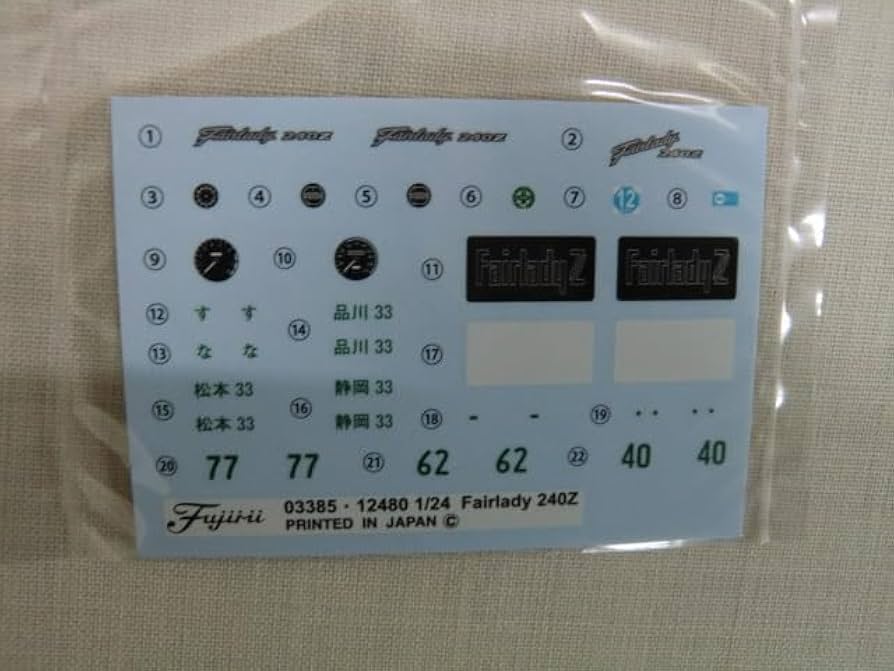 ① Fairlady 240Z Fairlady 240Z ② Fairlady 240Z
③ ④ ⑤ ⑥ ⑦ 12 ⑧
⑨ ⑩ ⑪ Fairlady Z Fairlady Z
⑫ す す ⑭ 品川 33
⑬ な な 品川 33 ⑰
⑮ 松本 33 ⑯ 静岡 33
松本 33 静岡 33 ⑱ - - ⑲ ・・ ・・
⑳ 77 77 ㉑ 62 62 ㉒ 40 40
Fujimi 03385・12480 1/24 Fairlady 240Z
PRINTED IN JAPAN ©